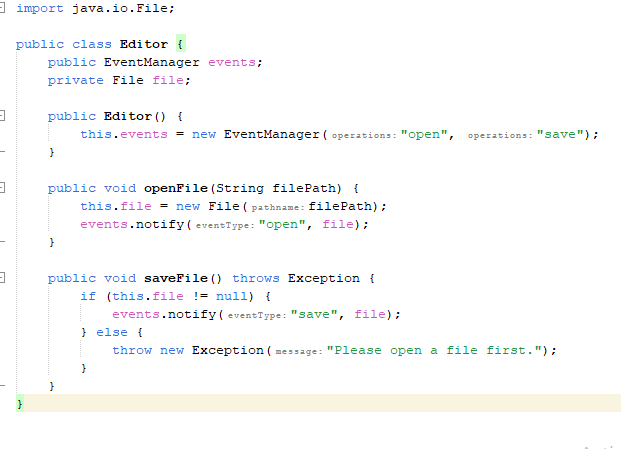 import java.io.File;
public class Editor {
public EventManager events;
private File file;
public Editor() {
this.events = new EventManager( operations: "open", operations: "save");
}
public void openFile(String filePath) {
this.file = new File( pathname: filePath);
events.notify( eventType: "open", file);
}
public void saveFile() throws Exception {
if (this.file != null) {
events.notify( eventType: "save", file);
} else {
throw new Exception( message: "Please open a file first.");
}
}
}